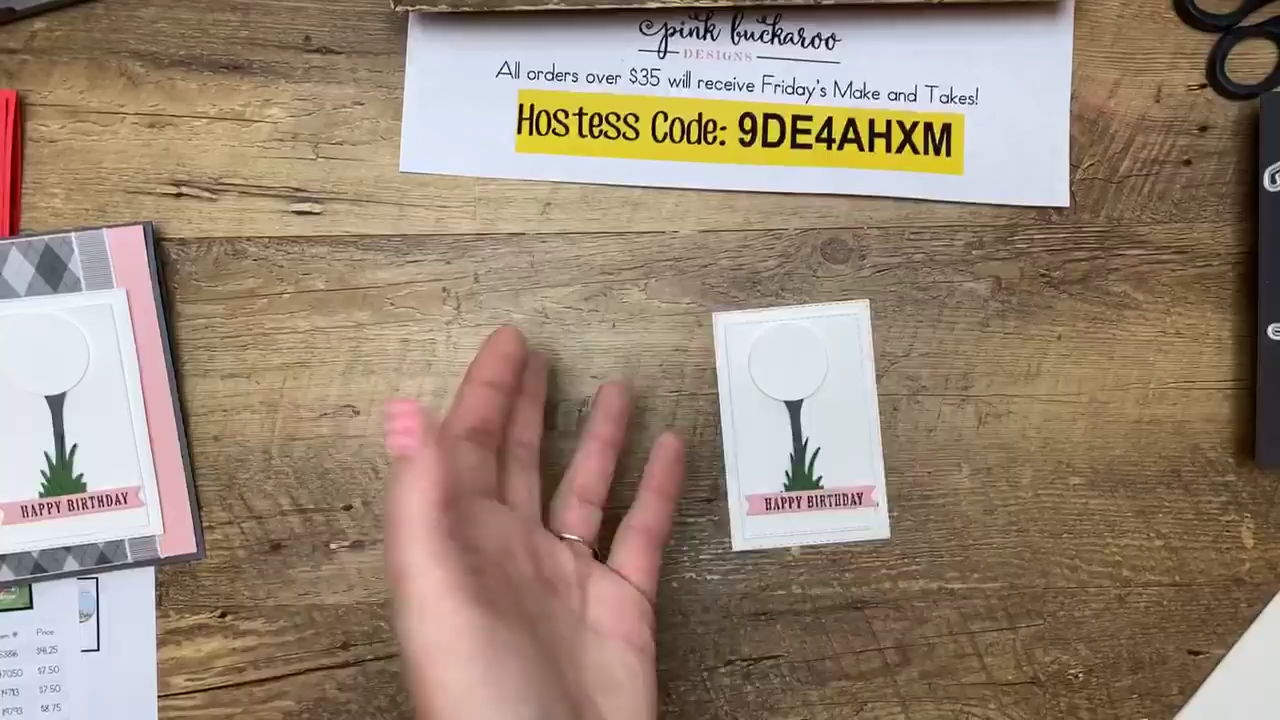 pink buckaroo
DESIGNS
All orders over $35 will receive Friday's Make and Takes!
Hostess Code: 9DE4AHXM
HAPPY BIRTHDAY
HAPPY BIRTHDAY
Price
$7.50
$7.50
$8.75